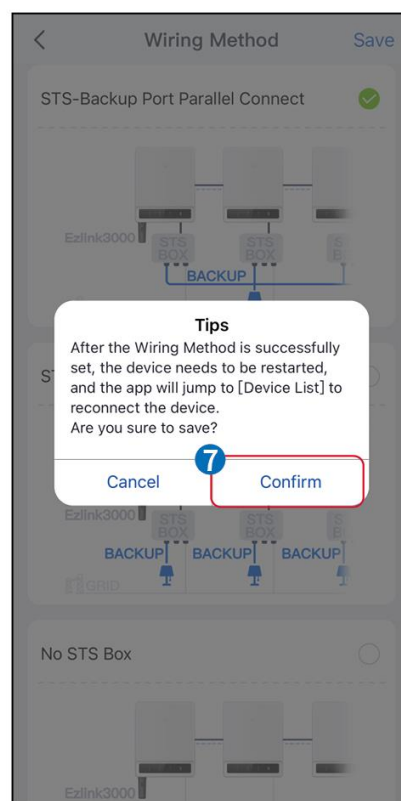 Wiring Method
Save
STS-Backup Port Parallel Connect
Ezlink3000
STS
BOX
STS
BOX
BACKUP
Tips
After the Wiring Method is successfully
set, the device needs to be restarted,
and the app will jump to [Device List] to
reconnect the device.
Are you sure to save?
7
Cancel
Confirm
Ezlink3000
STS
BOX
STS
BOX
BACKUP
BACKUP
BACKUP
GRID
No STS Box
Ezlink3000